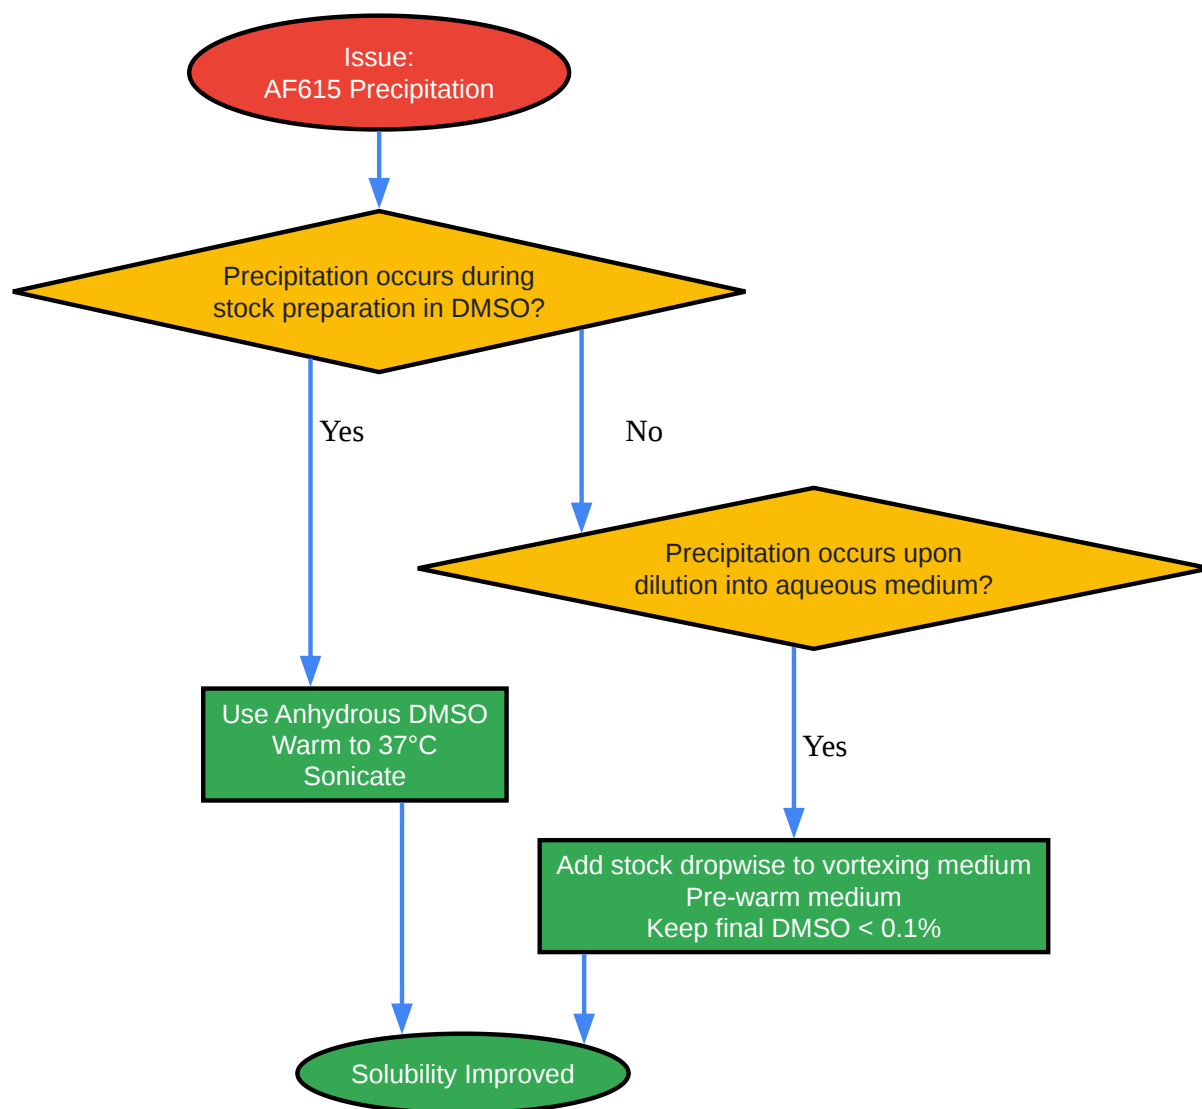 Issue:
AF615 Precipitation
Precipitation occurs during
stock preparation in DMSO?
Yes
No
Precipitation occurs upon
dilution into aqueous medium?
Use Anhydrous DMSO
Warm to 37°C
Sonicate
Yes
Add stock dropwise to vortexing medium
Pre-warm medium
Keep final DMSO < 0.1%
Solubility Improved